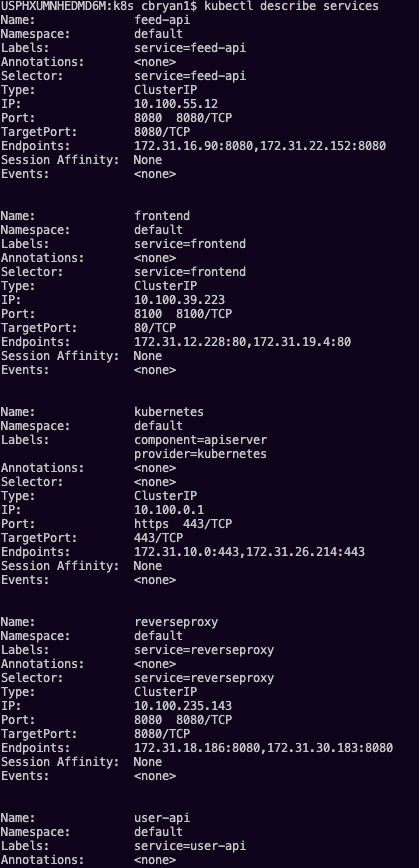 USPHXUMNHEDMD6M:k8s cbryan1$ kubectl describe services
Name: feed-api
Namespace: default
Labels: service=feed-api
Annotations: <none>
Selector: service=feed-api
Type: ClusterIP
IP: 10.100.55.12
Port: 8080 8080/TCP
TargetPort: 8080/TCP
Endpoints: 172.31.16.90:8080,172.31.22.152:8080
Session Affinity: None
Events: <none>
Name: frontend
Namespace: default
Labels: service=frontend
Annotations: <none>
Selector: service=frontend
Type: ClusterIP
IP: 10.100.39.223
Port: 8100 8100/TCP
TargetPort: 80/TCP
Endpoints: 172.31.12.228:80,172.31.19.4:80
Session Affinity: None
Events: <none>
Name: kubernetes
Namespace: default
Labels: component=apiserver
provider=kubernetes
Annotations: <none>
Selector: <none>
Type: ClusterIP
IP: 10.100.0.1
Port: https 443/TCP
TargetPort: 443/TCP
Endpoints: 172.31.10.0:443,172.31.26.214:443
Session Affinity: None
Events: <none>
Name: reverseproxy
Namespace: default
Labels: service=reverseproxy
Annotations: <none>
Selector: service=reverseproxy
Type: ClusterIP
IP: 10.100.235.143
Port: 8080 8080/TCP
TargetPort: 8080/TCP
Endpoints: 172.31.18.186:8080,172.31.30.183:8080
Session Affinity: None
Events: <none>
Name: user-api
Namespace: default
Labels: service=user-api
Annotations: <none>